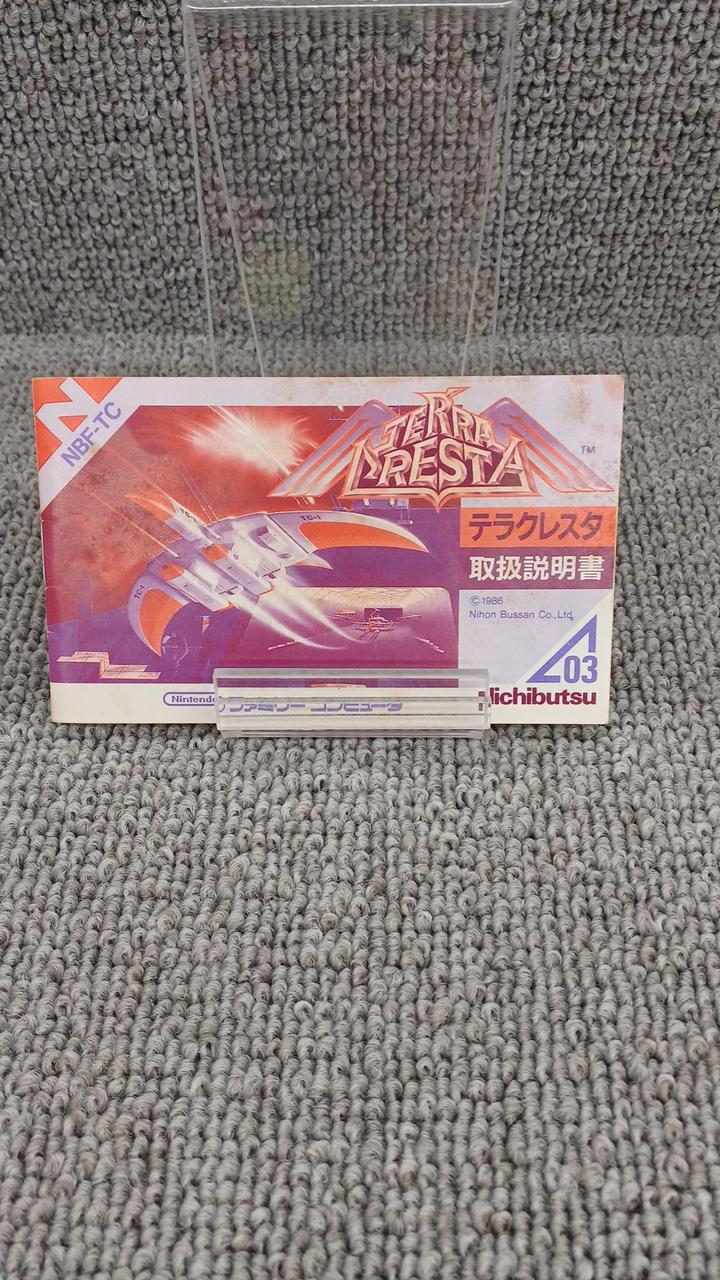 N
NBF-TC
TERRA
CRESTA
TM
テラクレスタ
取扱説明書
©1986
Nihon Bussan Co.,Ltd.
03
TC-1
TC-1
TC-1
Nintendo
ファミリー コンピュータ
Nichibutsu